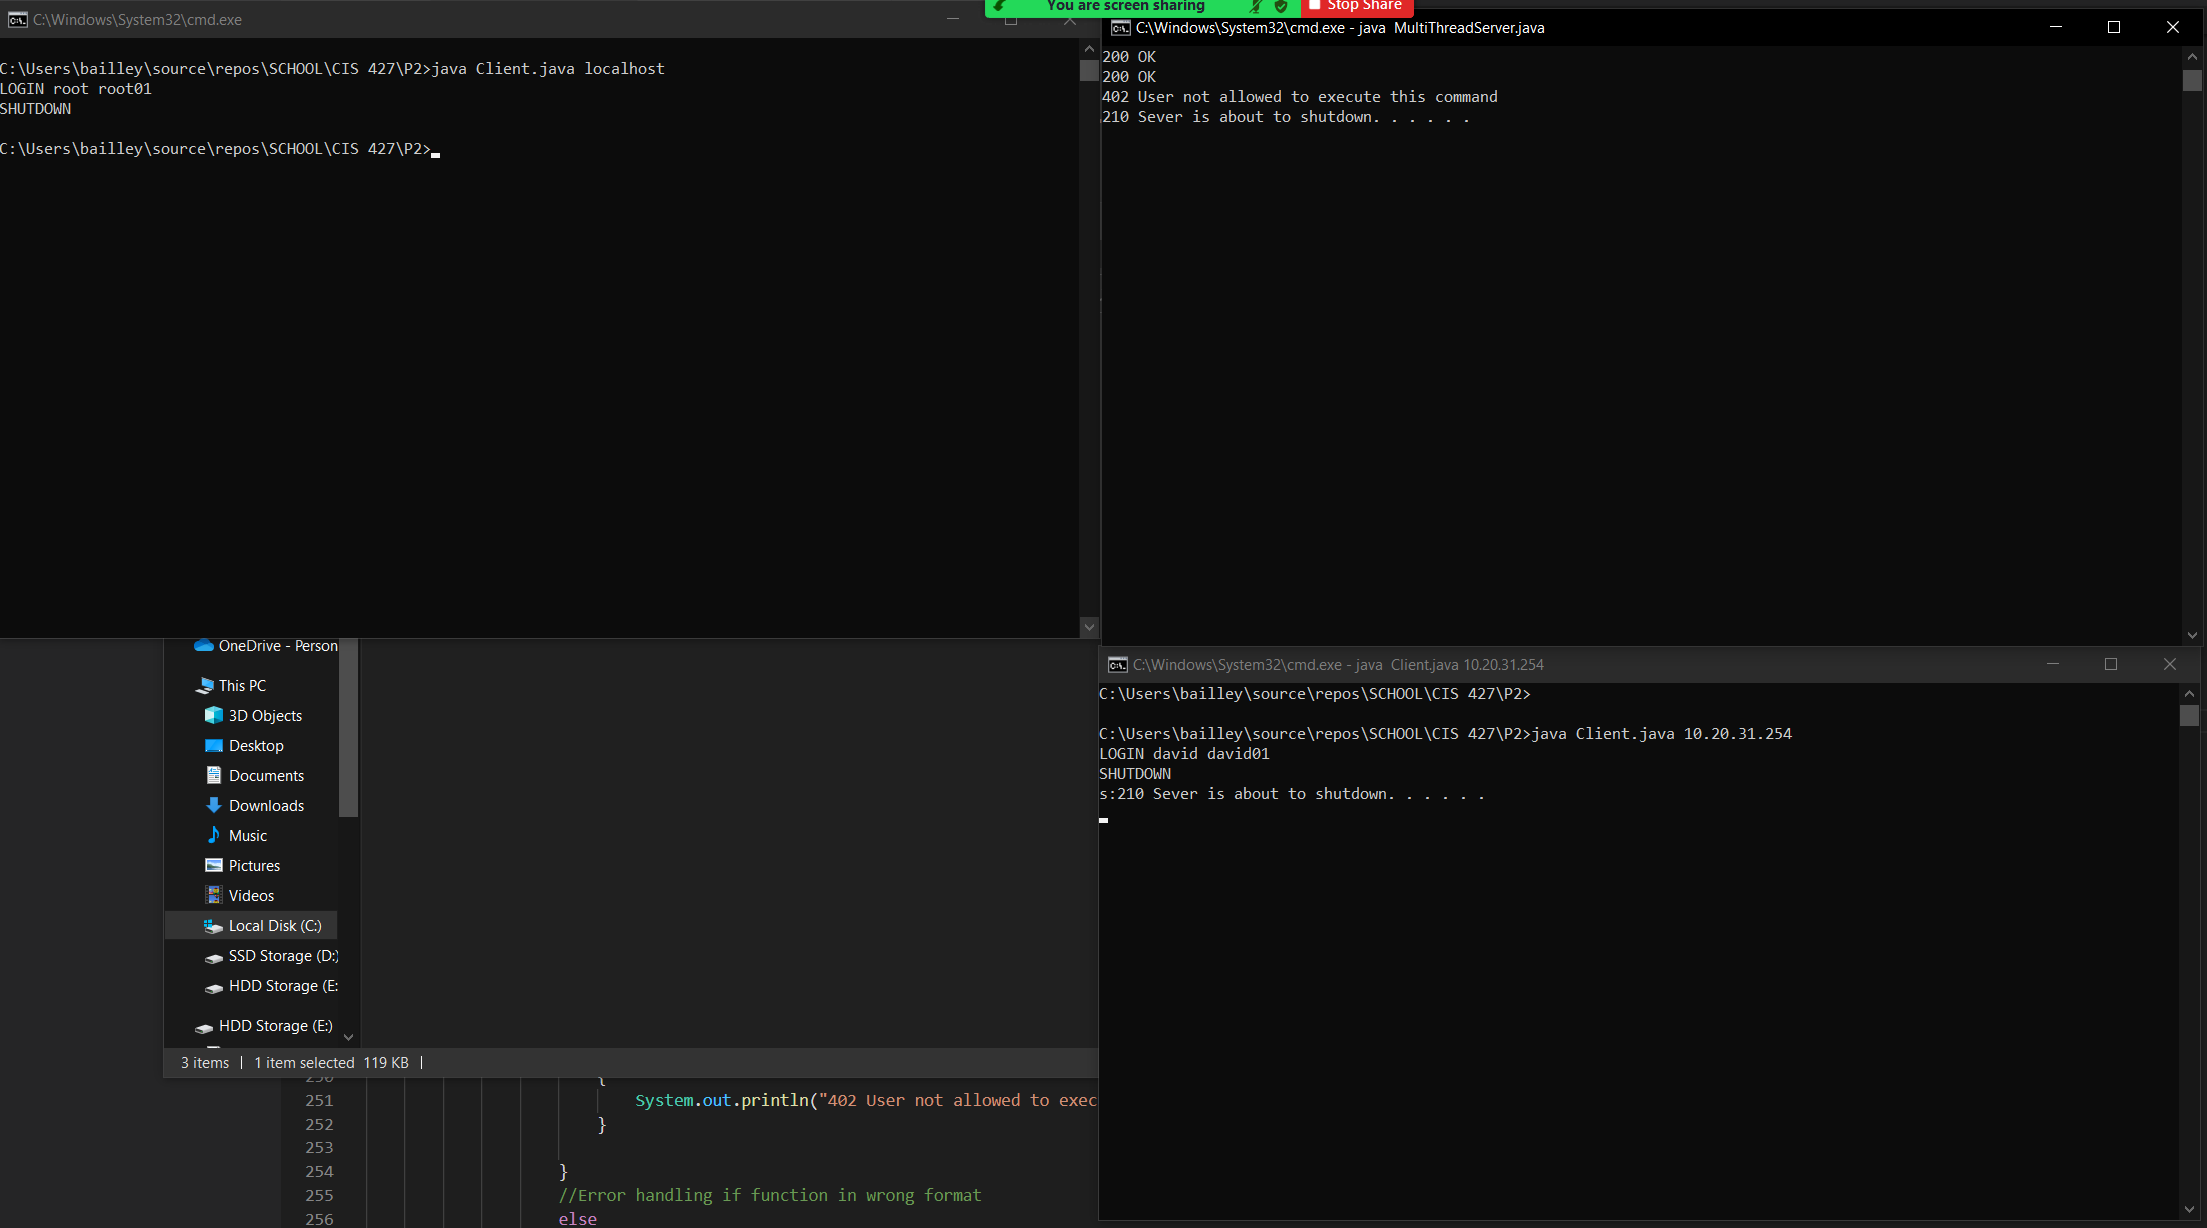 You are screen sharing
Stop Share
C:\Windows\System32\cmd.exe
C:\Users\bailley\source\repos\SCHOOL\CIS 427\P2>java Client.java localhost
LOGIN root root01
SHUTDOWN
C:\Users\bailley\source\repos\SCHOOL\CIS 427\P2>
C:\Windows\System32\cmd.exe - java  MultiThreadServer.java
200 OK
200 OK
402 User not allowed to execute this command
210 Sever is about to shutdown. . . . . .
C:\Windows\System32\cmd.exe - java  Client.java 10.20.31.254
C:\Users\bailley\source\repos\SCHOOL\CIS 427\P2>
C:\Users\bailley\source\repos\SCHOOL\CIS 427\P2>java Client.java 10.20.31.254
LOGIN david david01
SHUTDOWN
s:210 Sever is about to shutdown. . . . . .
OneDrive - Person
This PC
3D Objects
Desktop
Documents
Downloads
Music
Pictures
Videos
Local Disk (C:)
SSD Storage (D:)
HDD Storage (E:
HDD Storage (E:)
3 items | 1 item selected 119 KB |
250 {
251 System.out.println("402 User not allowed to exec
252 }
253
254 }
255 //Error handling if function in wrong format
256 else